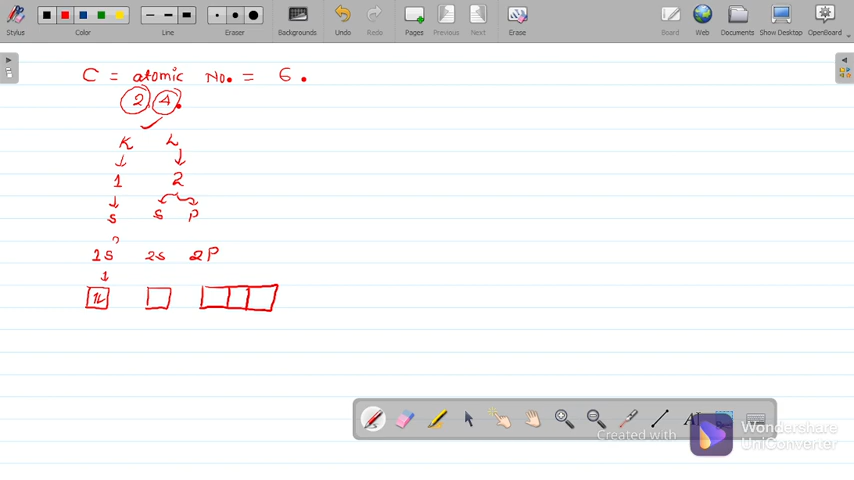 Stylus Color Line Eraser Backgrounds Undo Redo Pages Previous Next Erase Board Web Documents Show Desktop OpenBoard
C = atomic No. = 6.
2, 4.
K L
1 2
s s p
1s 2s 2p
1L
A
Created with Wondershare UniConverter